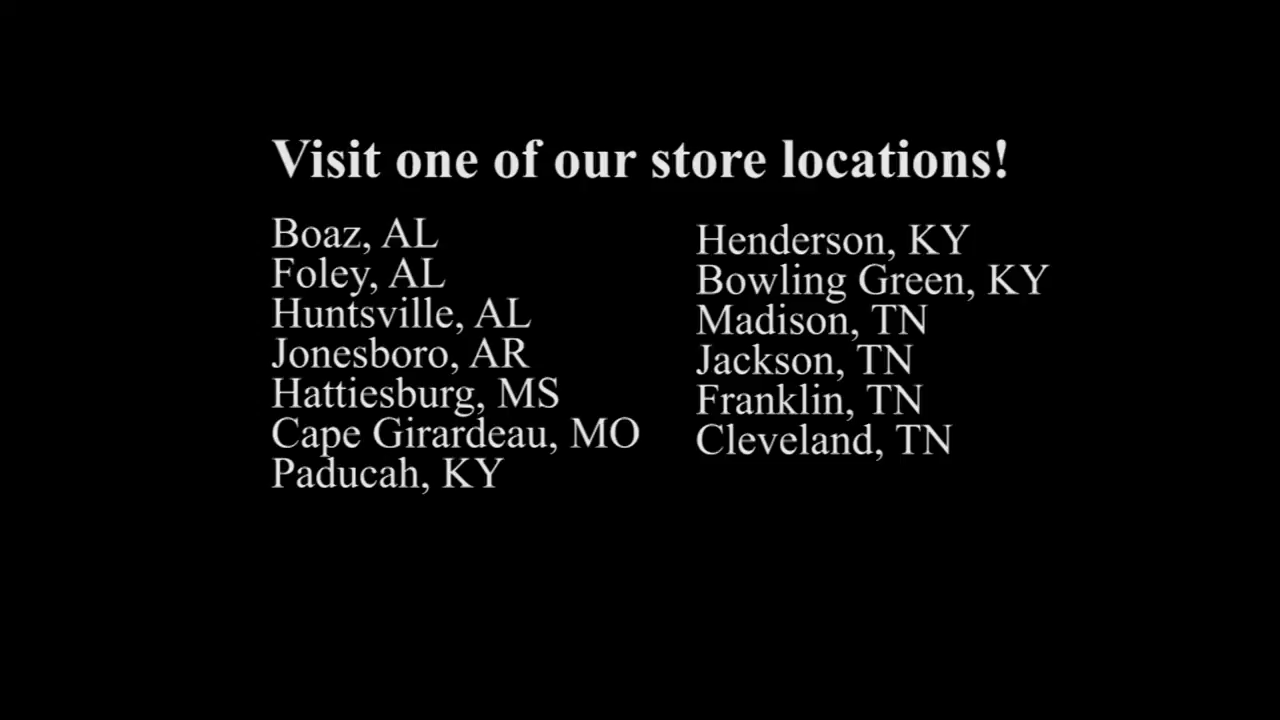 Visit one of our store locations!
Boaz, AL
Foley, AL
Huntsville, AL
Jonesboro, AR
Hattiesburg, MS
Cape Girardeau, MO
Paducah, KY
Henderson, KY
Bowling Green, KY
Madison, TN
Jackson, TN
Franklin, TN
Cleveland, TN